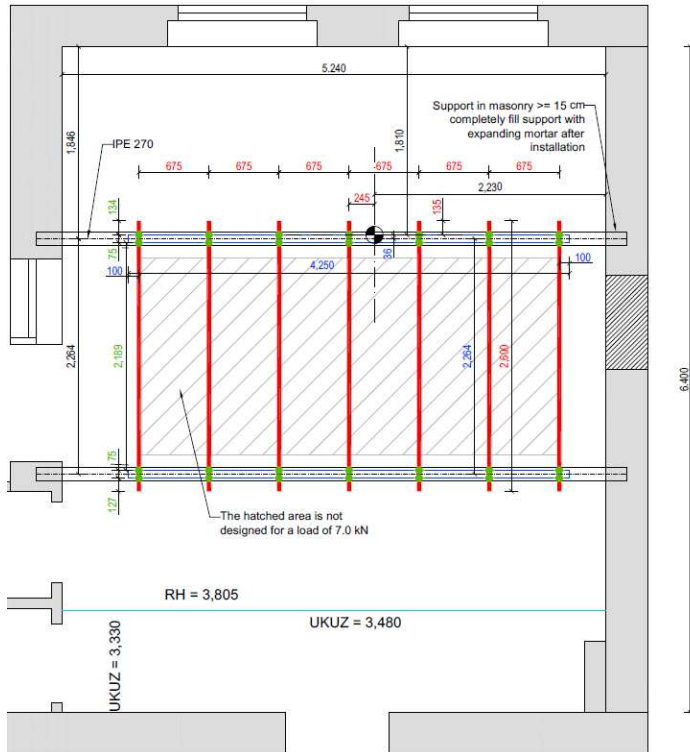 5.240
Support in masonry >= 15 cm
completely fill support with
expanding mortar after
installation
1,846
IPE 270
1,810
675
675
675
675
675
675
2,230
134
245
135
75
36
100
4,250
100
2,264
2,189
2,264
2,600
6.400
75
127
The hatched area is not
designed for a load of 7.0 kN
RH = 3,805
UKUZ = 3,480
UKUZ = 3,330